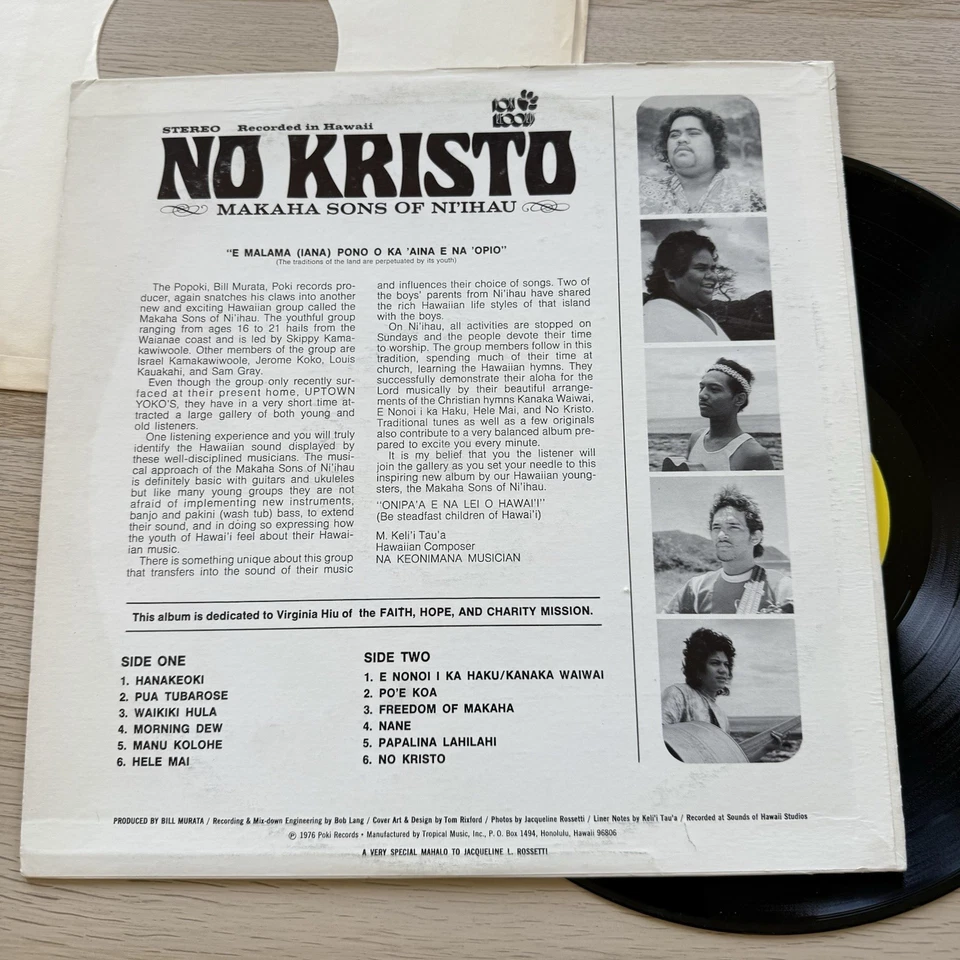 POKI RECORDS
STEREO Recorded in Hawaii
NO KRISTO
MAKAHA SONS OF NI'IHAU
"E MALAMA (IANA) PONO O KA 'AINA E NA 'OPIO"
(The traditions of the land are perpetuated by its youth)
The Popoki, Bill Murata, Poki records pro-
ducer, again snatches his claws into another
new and exciting Hawaiian group called the
Makaha Sons of Ni'ihau. The youthful group
ranging from ages 16 to 21 hails from the
Waianae coast and is led by Skippy Kama-
kawiwoole. Other members of the group are
Israel Kamakawiwoole, Jerome Koko, Louis
Kauakahi, and Sam Gray.
Even though the group only recently sur-
faced at their present home, UPTOWN
YOKO'S, they have in a very short time at-
tracted a large gallery of both young and
old listeners.
One listening experience and you will truly
identify the Hawaiian sound displayed by
these well-disciplined musicians. The musi-
cal approach of the Makaha Sons of Ni'ihau
is definitely basic with guitars and ukuleles
but like many young groups they are not
afraid of implementing new instruments,
banjo and pakini (wash tub) bass, to extend
their sound, and in doing so expressing how
the youth of Hawai'i feel about their Hawai-
ian music.
There is something unique about this group
that transfers into the sound of their music
and influences their choice of songs. Two of
the boys' parents from Ni'ihau have shared
the rich Hawaiian life styles of that island
with the boys.
On Ni'ihau, all activities are stopped on
Sundays and the people devote their time
to worship. The group members follow in this
tradition, spending much of their time at
church, learning the Hawaiian hymns. They
successfully demonstrate their aloha for the
Lord musically by their beautiful arrange-
ments of the Christian hymns Kanaka Waiwai,
E Nonoi i ka Haku, Hele Mai, and No Kristo.
Traditional tunes as well as a few originals
also contribute to a very balanced album pre-
pared to excite you every minute.
It is my belief that you the listener will
join the gallery as you set your needle to this
inspiring new album by our Hawaiian young-
sters, the Makaha Sons of Ni'ihau.
"ONIPA'A E NA LEI O HAWAI'I"
(Be steadfast children of Hawai'i)
M. Keli'i Tau'a
Hawaiian Composer
NA KEONIMANA MUSICIAN
This album is dedicated to Virginia Hiu of the FAITH, HOPE, AND CHARITY MISSION.
SIDE ONE
1. HANAKEOKI
2. PUA TUBAROSE
3. WAIKIKI HULA
4. MORNING DEW
5. MANU KOLOHE
6. HELE MAI
SIDE TWO
1. E NONOI I KA HAKU/KANAKA WAIWAI
2. PO'E KOA
3. FREEDOM OF MAKAHA
4. NANE
5. PAPALINA LAHILAHI
6. NO KRISTO
PRODUCED BY BILL MURATA / Recording & Mix-down Engineering by Bob Lang / Cover Art & Design by Tom Rixford / Photos by Jacqueline Rossetti / Liner Notes by Keli'i Tau'a / Recorded at Sounds of Hawaii Studios
℗ 1976 Poki Records • Manufactured by Tropical Music, Inc., P. O. Box 1494, Honolulu, Hawaii 96806
A VERY SPECIAL MAHALO TO JACQUELINE L. ROSSETTI